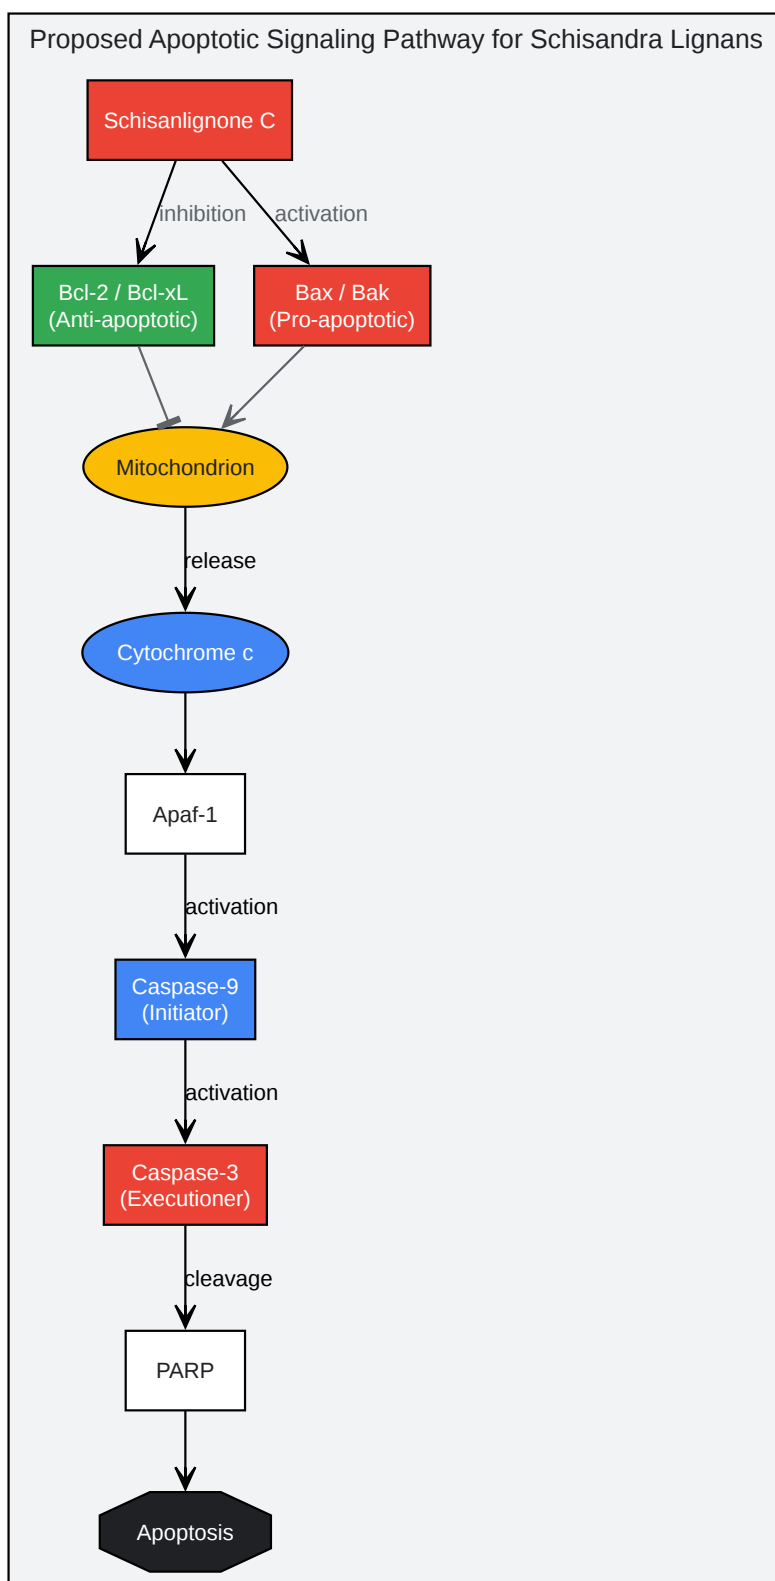 Proposed Apoptotic Signaling Pathway for Schisandra Lignans
Schisanlignone C
inhibition
activation
Bcl-2 / Bcl-xL
(Anti-apoptotic)
Bax / Bak
(Pro-apoptotic)
Mitochondrion
release
Cytochrome c
Apaf-1
activation
Caspase-9
(Initiator)
activation
Caspase-3
(Executioner)
cleavage
PARP
Apoptosis